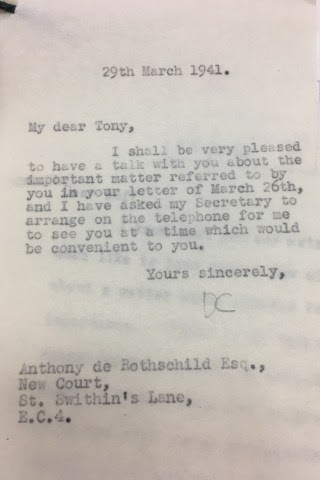 29th March 1941.
My dear Tony,
I shall be very pleased
to have a talk with you about the
important matter referred to by
you in your letter of March 26th,
and I have asked my Secretary to
arrange on the telephone for me
to see you at a time which would
be convenient to you.
Yours sincerely,
DC
Anthony de Rothschild Esq.,
New Court,
St. Swithin's Lane,
E.C.4.